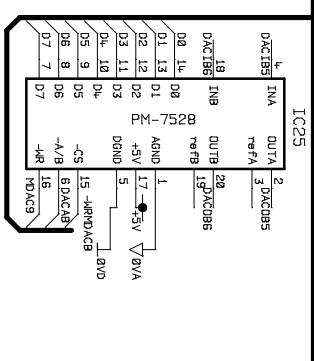 D7 D6 D5 D4 D3 D2 D1 D0 DACIB6 DACIB5
7 8 9 10 11 12 13 14 18 4
D7 D6 D5 D4 D3 D2 D1 D0 INB INA
PM-7528
IC25
-WR -A/B -CS DGND +5V AGND refB OUTB refA OUTA
16 6 15 5 17 1 19 20 3 2
MDAC9 DACAB -WRMDACB +5V DACOB6 DACOB5
0VD 0VA